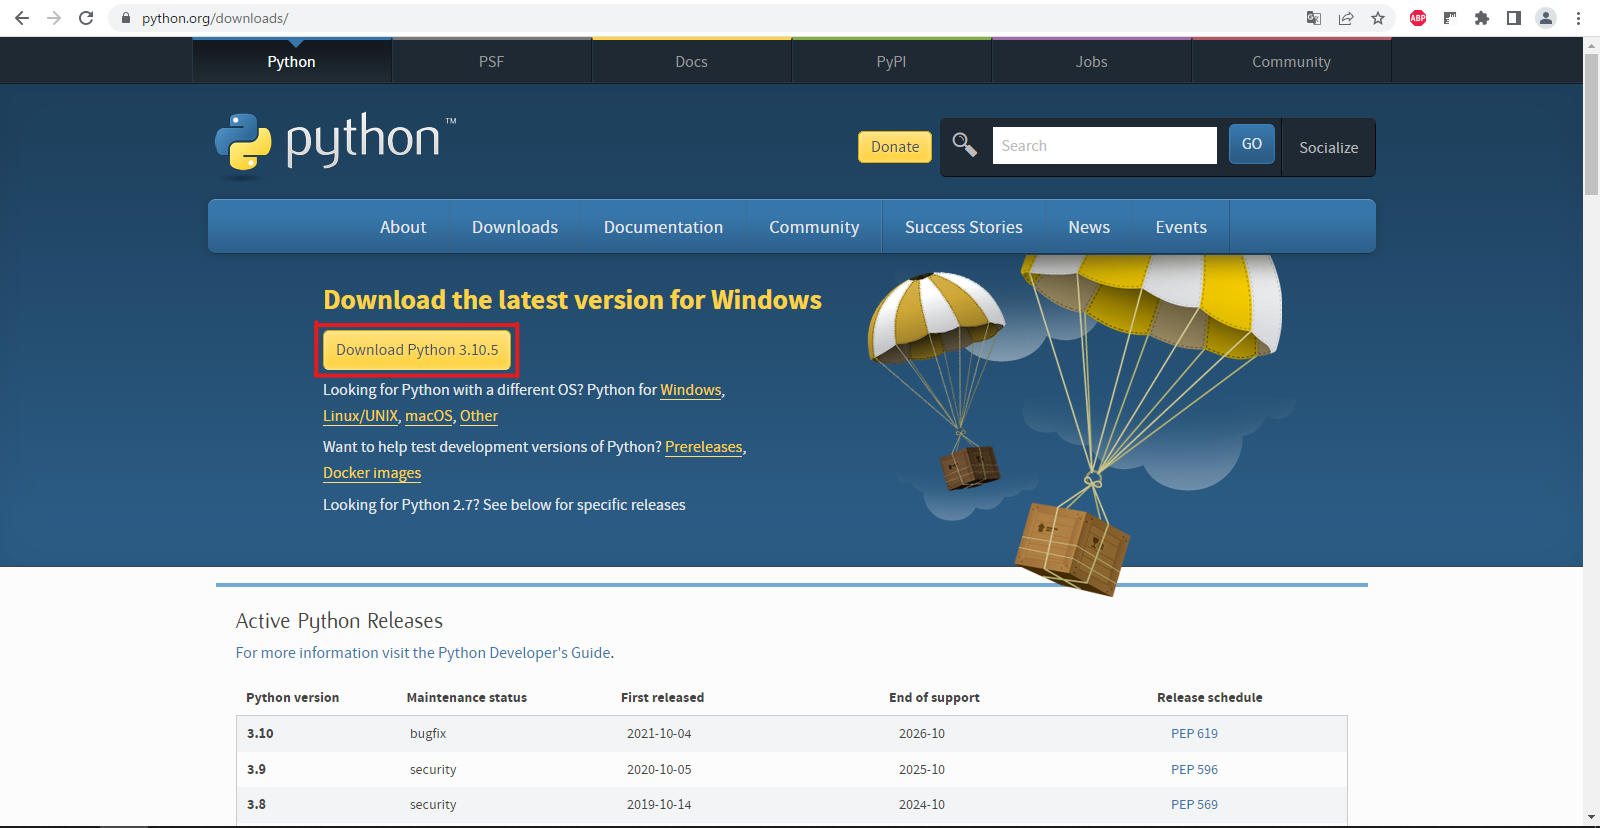 python.org/downloads/
ABP
Python PSF Docs PyPI Jobs Community
python™
Donate Search GO Socialize
About Downloads Documentation Community Success Stories News Events
Download the latest version for Windows
Download Python 3.10.5
Looking for Python with a different OS? Python for Windows,
Linux/UNIX, macOS, Other
Want to help test development versions of Python? Prereleases,
Docker images
Looking for Python 2.7? See below for specific releases
Active Python Releases
For more information visit the Python Developer's Guide.
Python version Maintenance status First released End of support Release schedule
3.10 bugfix 2021-10-04 2026-10 PEP 619
3.9 security 2020-10-05 2025-10 PEP 596
3.8 security 2019-10-14 2024-10 PEP 569